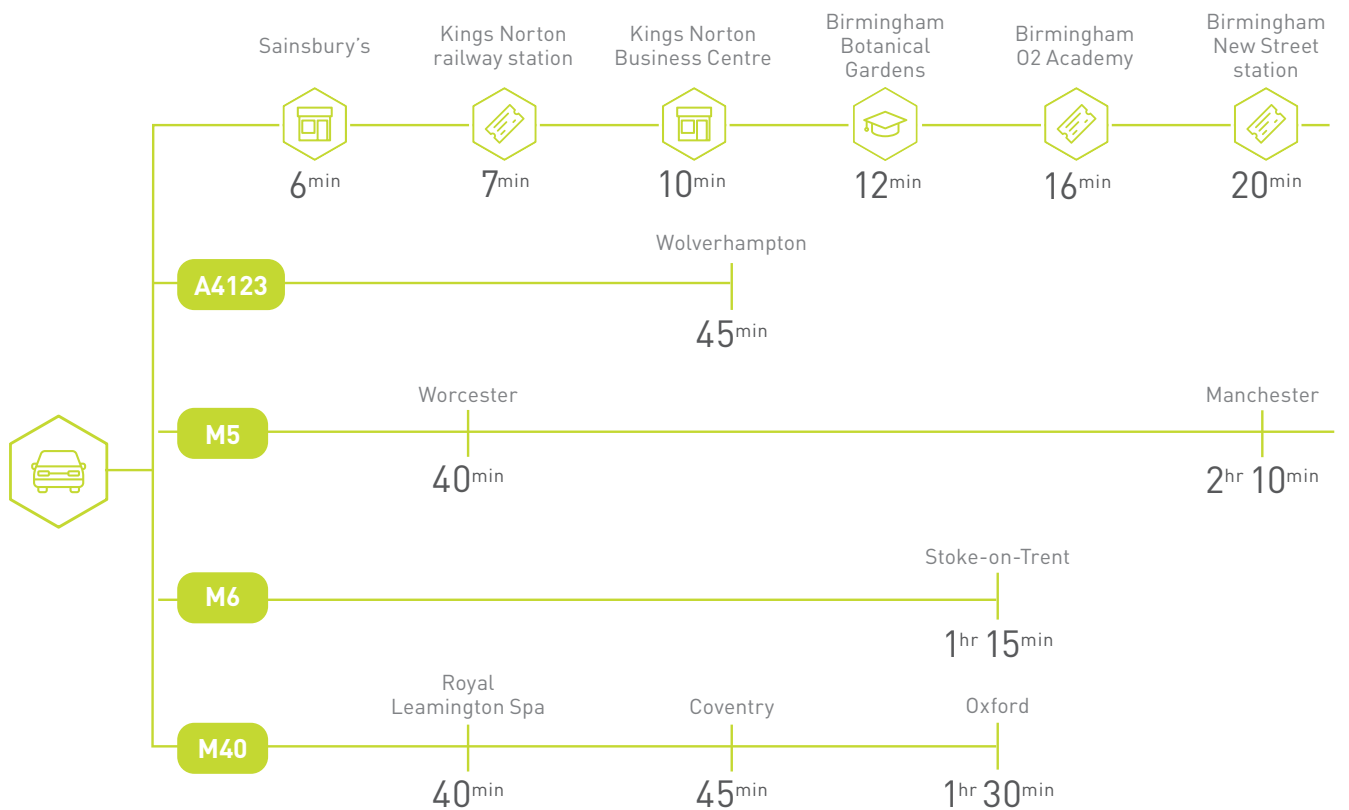 Sainsbury's
Kings Norton
railway station
Kings Norton
Business Centre
Birmingham
Botanical
Gardens
Birmingham
O2 Academy
Birmingham
New Street
station
6min
7min
10min
12min
16min
20min
A4123
Wolverhampton
45min
M5
Worcester
40min
Manchester
2hr 10min
M6
Stoke-on-Trent
1hr 15min
M40
Royal
Leamington Spa
40min
Coventry
45min
Oxford
1hr 30min